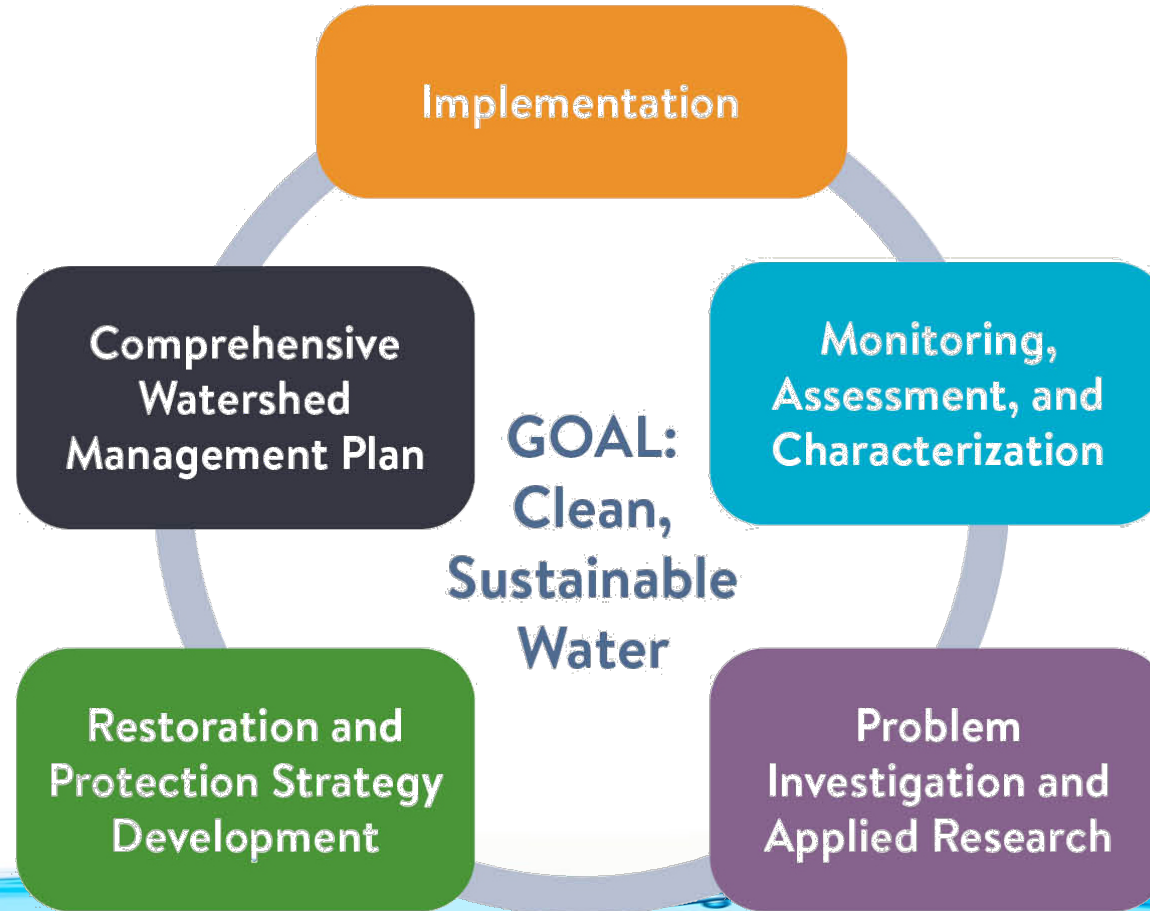 Implementation
Comprehensive
Watershed
Management Plan
Monitoring,
Assessment, and
Characterization
GOAL:
Clean,
Sustainable
Water
Restoration and
Protection Strategy
Development
Problem
Investigation and
Applied Research